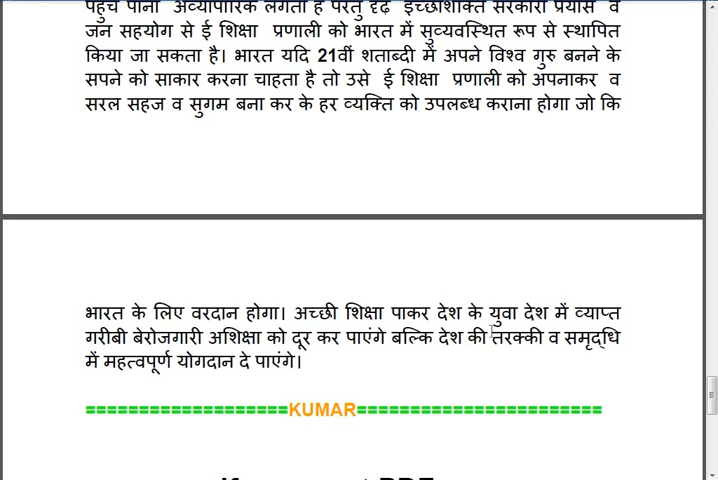 पहुंच पाना अव्यापारिक लगता है परंतु दृढ़ इच्छाशक्ति सरकारी प्रयास व
जन सहयोग से ई शिक्षा प्रणाली को भारत में सुव्यवस्थित रूप से स्थापित
किया जा सकता है। भारत यदि 21वीं शताब्दी में अपने विश्व गुरु बनने के
सपने को साकार करना चाहता है तो उसे ई शिक्षा प्रणाली को अपनाकर व
सरल सहज व सुगम बना कर के हर व्यक्ति को उपलब्ध कराना होगा जो कि
भारत के लिए वरदान होगा। अच्छी शिक्षा पाकर देश के युवा देश में व्याप्त
गरीबी बेरोजगारी अशिक्षा को दूर कर पाएंगे बल्कि देश की तरक्की व समृद्धि
में महत्वपूर्ण योगदान दे पाएंगे।
===================KUMAR=======================